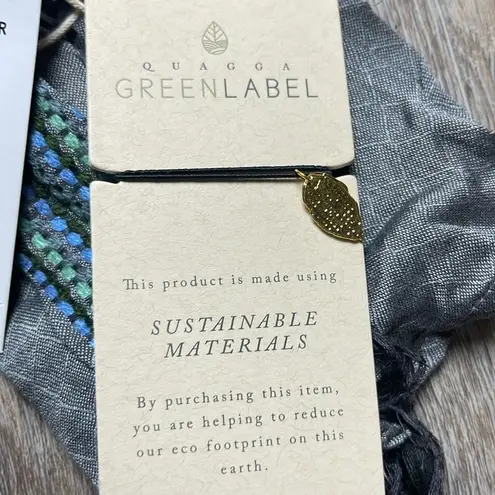 R
QUAGGA
GREENLABEL
This product is made using
SUSTAINABLE
MATERIALS
By purchasing this item,
you are helping to reduce
our eco footprint on this
earth.